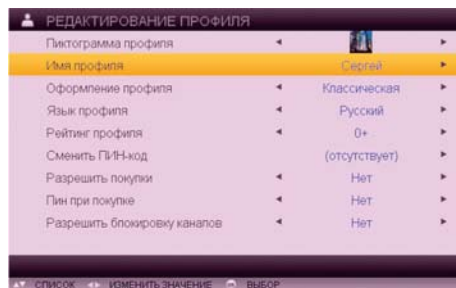 РЕДАКТИРОВАНИЕ ПРОФИЛЯ
Пиктограмма профиля
Имя профиля Сергей
Оформление профиля Классическая
Язык профиля Русский
Рейтинг профиля 0+
Сменить ПИН-код (отсутствует)
Разрешить покупки Нет
Пин при покупке Нет
Разрешить блокировку каналов Нет
СПИСОК ИЗМЕНИТЬ ЗНАЧЕНИЕ ВЫБОР